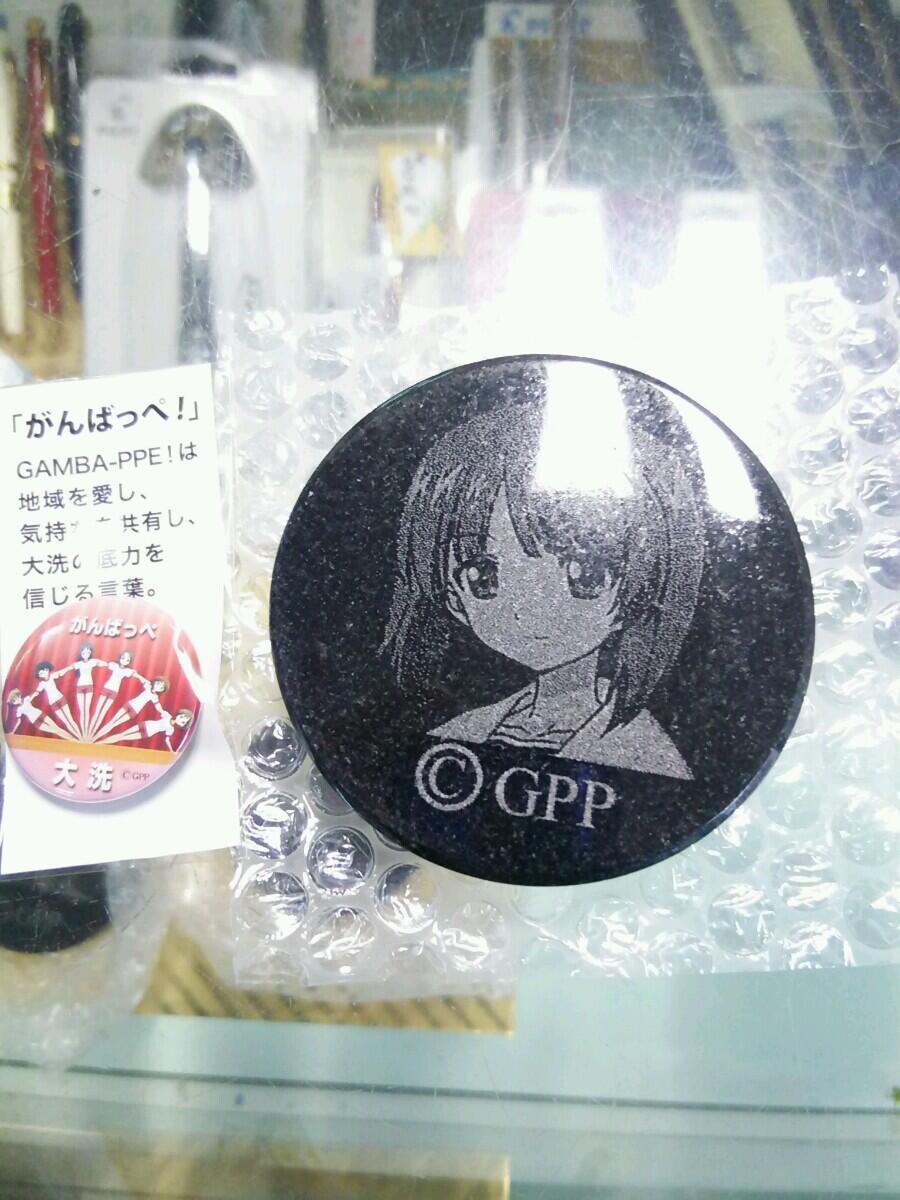 「がんばっぺ!」
GAMBA-PPE!は
地域を愛し、
気持 共有し、
大洗の底力を
信じる言葉。
がんばっぺ
大洗 ©GPP
© GPP